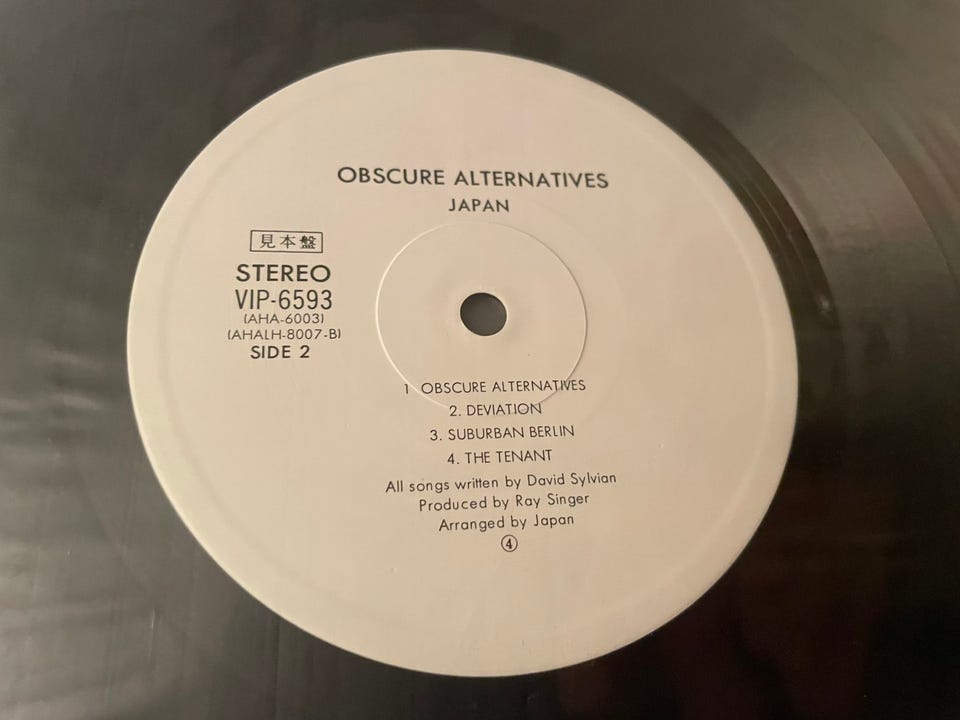 OBSCURE ALTERNATIVES
JAPAN
見本盤
STEREO
VIP-6593
(AHA-6003)
(AHALH-8007-B)
SIDE 2
1 OBSCURE ALTERNATIVES
2. DEVIATION
3. SUBURBAN BERLIN
4. THE TENANT
All songs written by David Sylvian
Produced by Ray Singer
Arranged by Japan
④